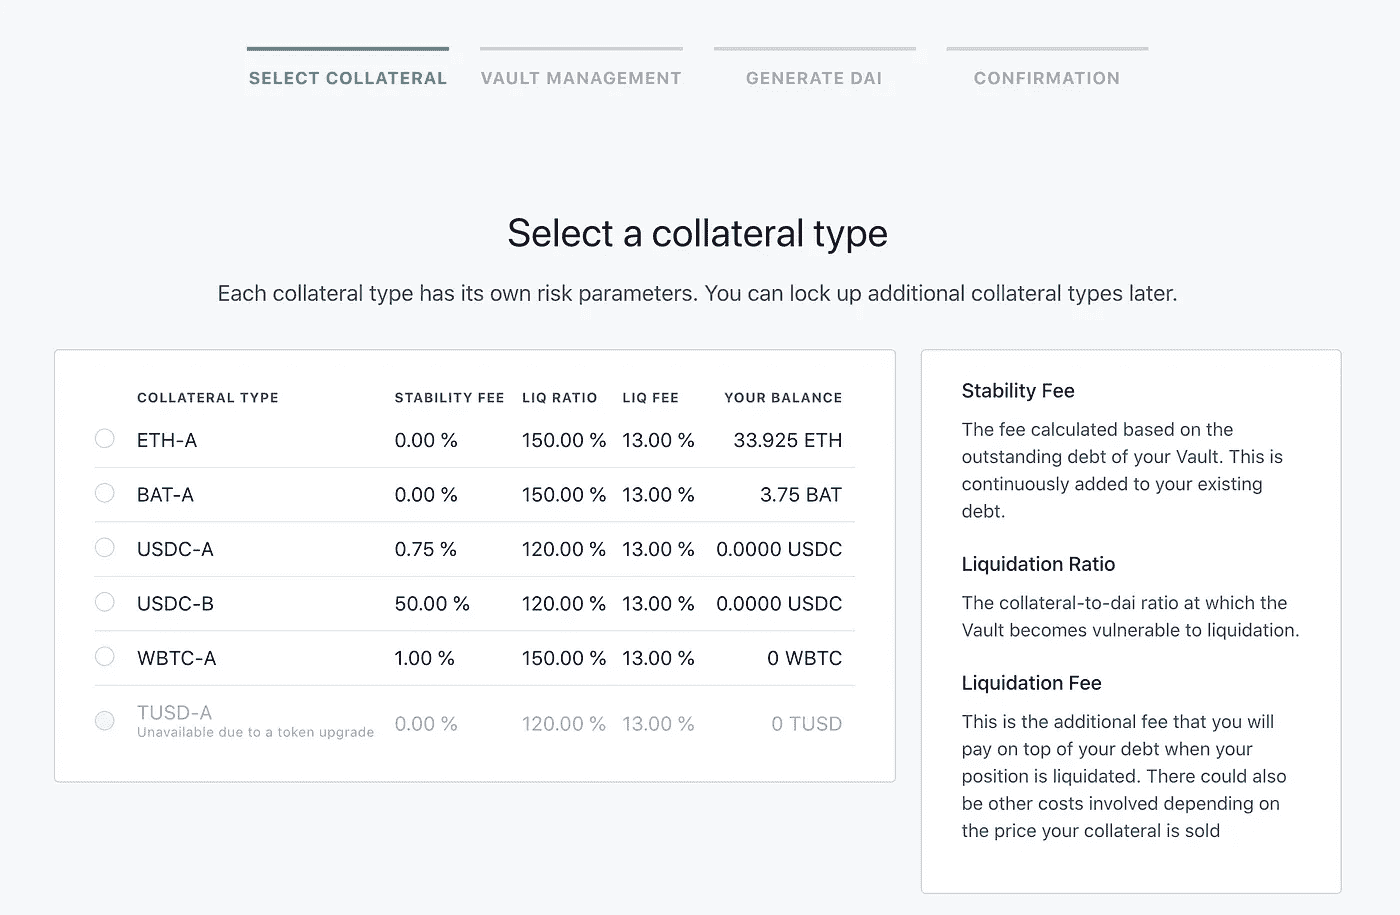 SELECT COLLATERAL VAULT MANAGEMENT GENERATE DAI CONFIRMATION
Select a collateral type
Each collateral type has its own risk parameters. You can lock up additional collateral types later.
COLLATERAL TYPE STABILITY FEE LIQ RATIO LIQ FEE YOUR BALANCE
ETH-A 0.00 % 150.00 % 13.00 % 33.925 ETH
BAT-A 0.00 % 150.00 % 13.00 % 3.75 BAT
USDC-A 0.75 % 120.00 % 13.00 % 0.0000 USDC
USDC-B 50.00 % 120.00 % 13.00 % 0.0000 USDC
WBTC-A 1.00 % 150.00 % 13.00 % 0 WBTC
TUSD-A 0.00 % 120.00 % 13.00 % 0 TUSD
Unavailable due to a token upgrade
Stability Fee
The fee calculated based on the
outstanding debt of your Vault. This is
continuously added to your existing
debt.
Liquidation Ratio
The collateral-to-dai ratio at which the
Vault becomes vulnerable to liquidation.
Liquidation Fee
This is the additional fee that you will
pay on top of your debt when your
position is liquidated. There could also
be other costs involved depending on
the price your collateral is sold